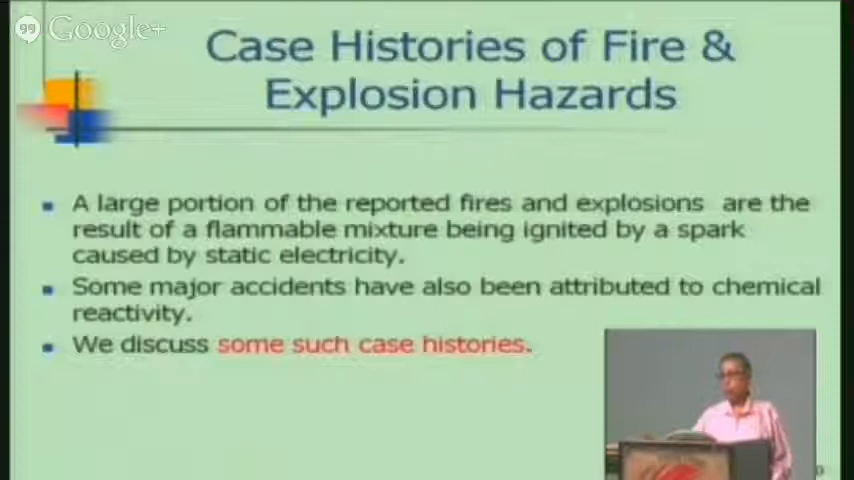 Google+
Case Histories of Fire &
Explosion Hazards
A large portion of the reported fires and explosions are the
result of a flammable mixture being ignited by a spark
caused by static electricity.
Some major accidents have also been attributed to chemical
reactivity.
We discuss some such case histories.